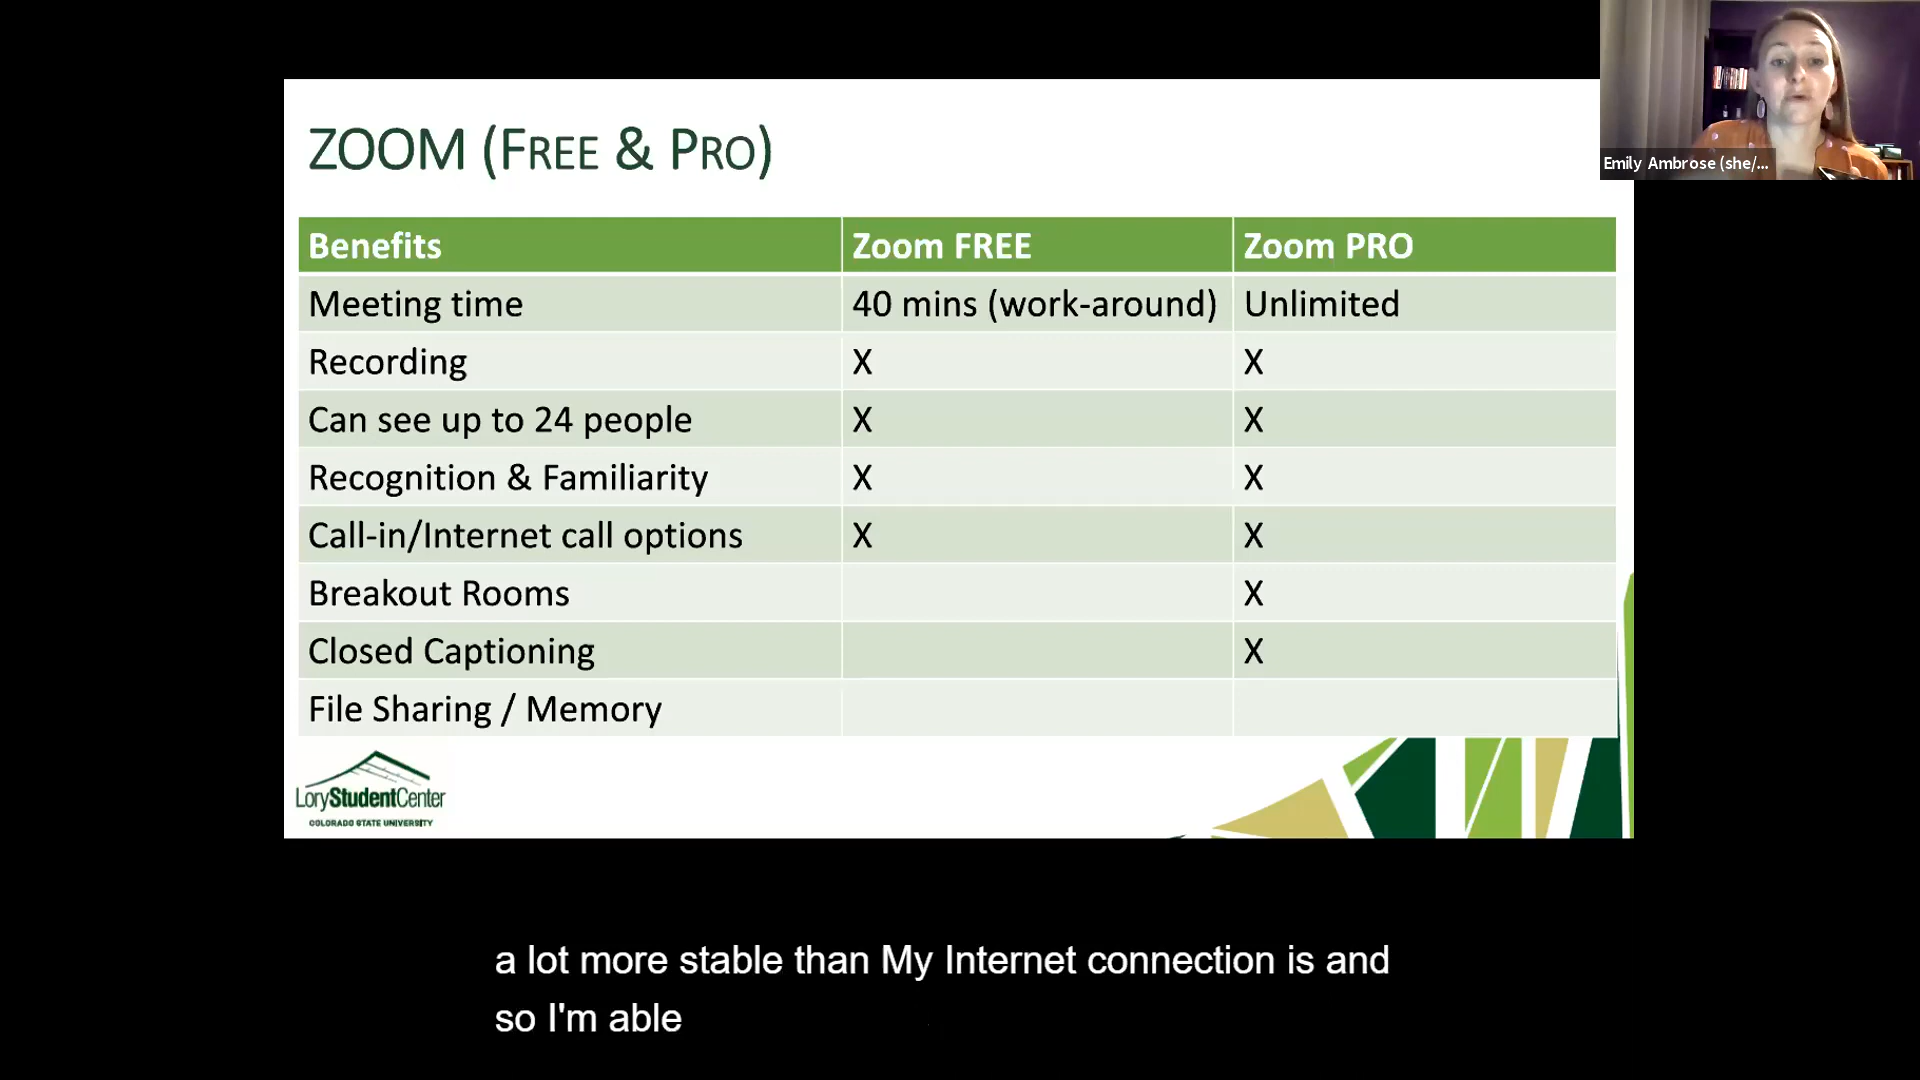 ZOOM (FREE & PRO)
Benefits Zoom FREE Zoom PRO
Meeting time 40 mins (work-around) Unlimited
Recording X X
Can see up to 24 people X X
Recognition & Familiarity X X
Call-in/Internet call options X X
Breakout Rooms X
Closed Captioning X
File Sharing / Memory
LoryStudentCenter
COLORADO STATE UNIVERSITY
Emily Ambrose (she/...
a lot more stable than My Internet connection is and
so I'm able